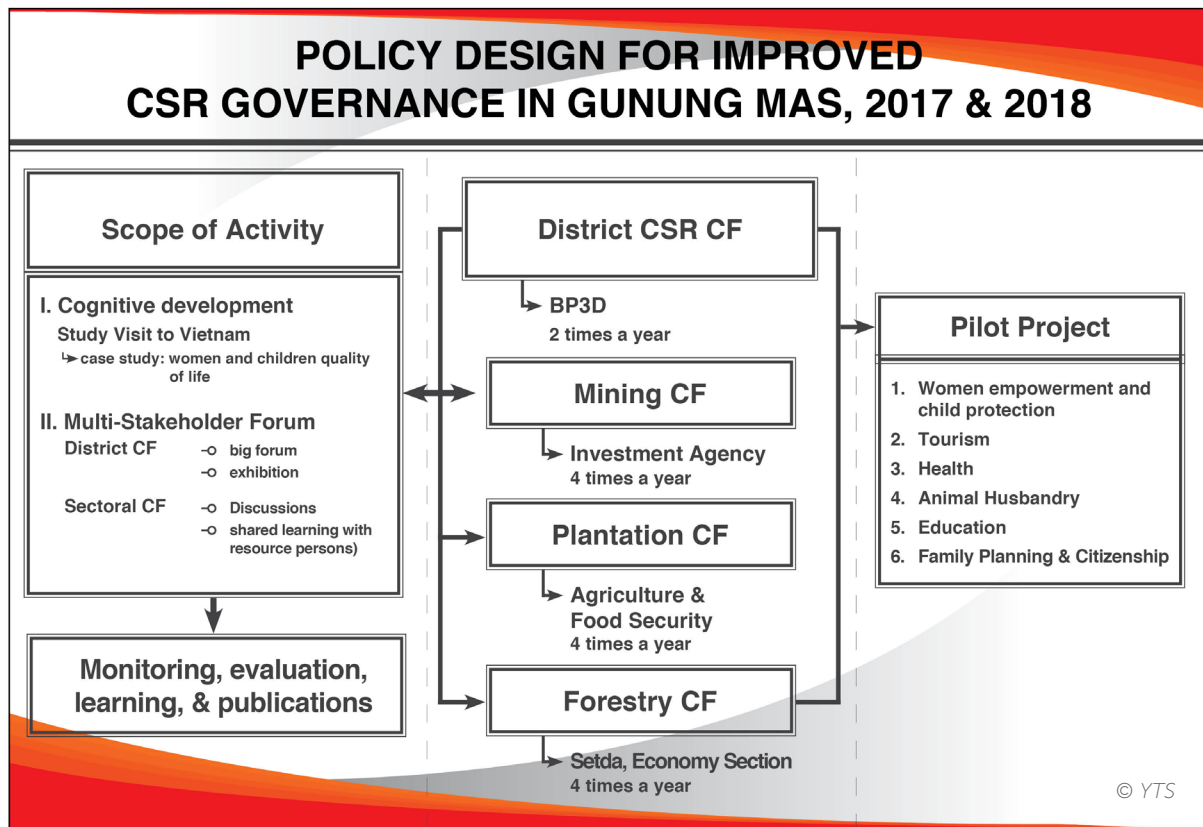 POLICY DESIGN FOR IMPROVED
CSR GOVERNANCE IN GUNUNG MAS, 2017 & 2018
Scope of Activity
I. Cognitive development
Study Visit to Vietnam
case study: women and children quality
of life
II. Multi-Stakeholder Forum
District CF
big forum
exhibition
Sectoral CF
Discussions
shared learning with
resource persons)
Monitoring, evaluation,
learning, & publications
District CSR CF
BP3D
2 times a year
Mining CF
Investment Agency
4 times a year
Plantation CF
Agriculture &
Food Security
4 times a year
Forestry CF
Setda, Economy Section
4 times a year
Pilot Project
1. Women empowerment and
child protection
2. Tourism
3. Health
4. Animal Husbandry
5. Education
6. Family Planning & Citizenship
© YTS